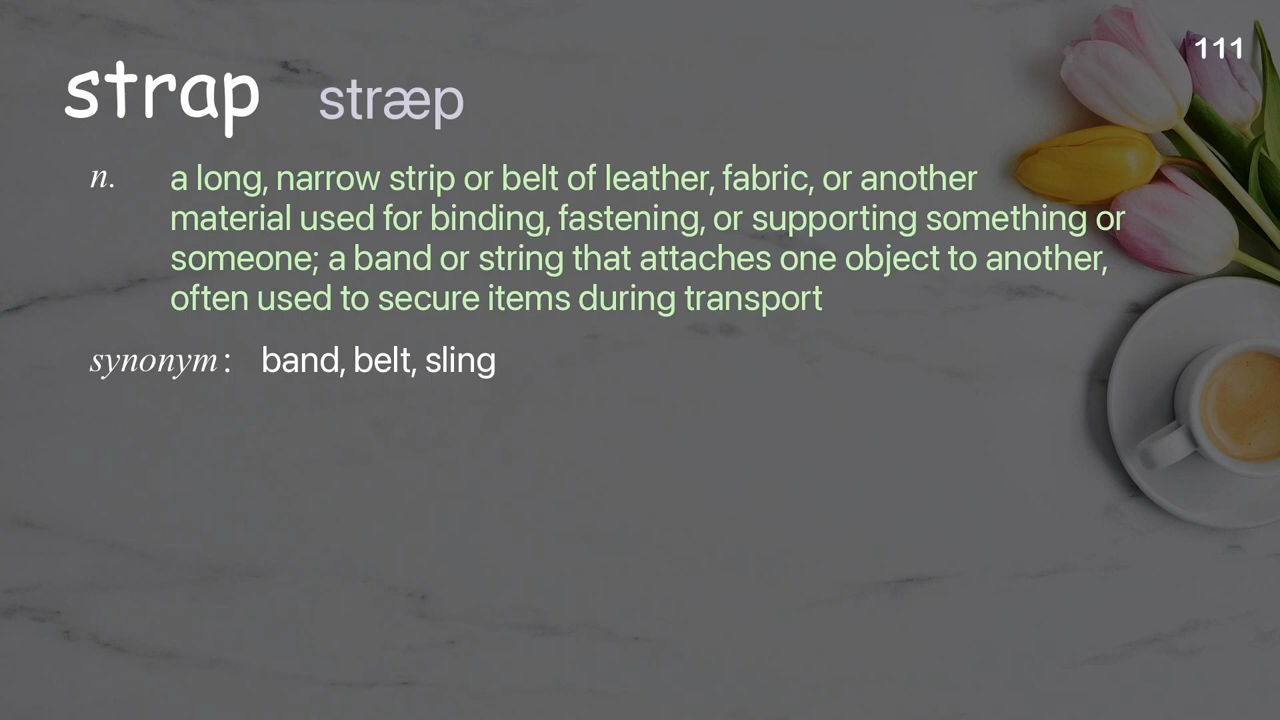 111
strap stræp
n. a long, narrow strip or belt of leather, fabric, or another
material used for binding, fastening, or supporting something or
someone; a band or string that attaches one object to another,
often used to secure items during transport
synonym : band, belt, sling